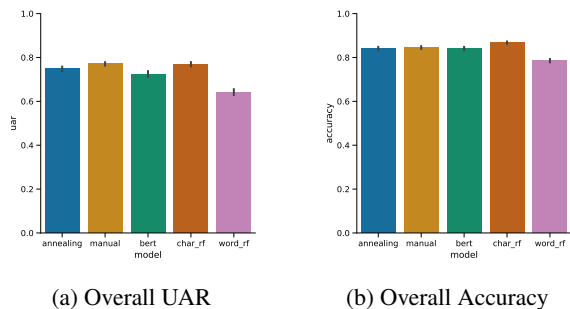 1.0
0.8
0.6
0.4
0.2
0.0
uar
annealing manual bert char_rf word_rf
model
(a) Overall UAR
1.0
0.8
0.6
0.4
0.2
0.0
accuracy
annealing manual bert char_rf word_rf
model
(b) Overall Accuracy